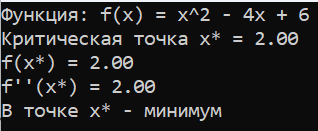 Функция: f(x) = x^2 - 4x + 6
Критическая точка x* = 2.00
f(x*) = 2.00
f''(x*) = 2.00
В точке x* - минимум